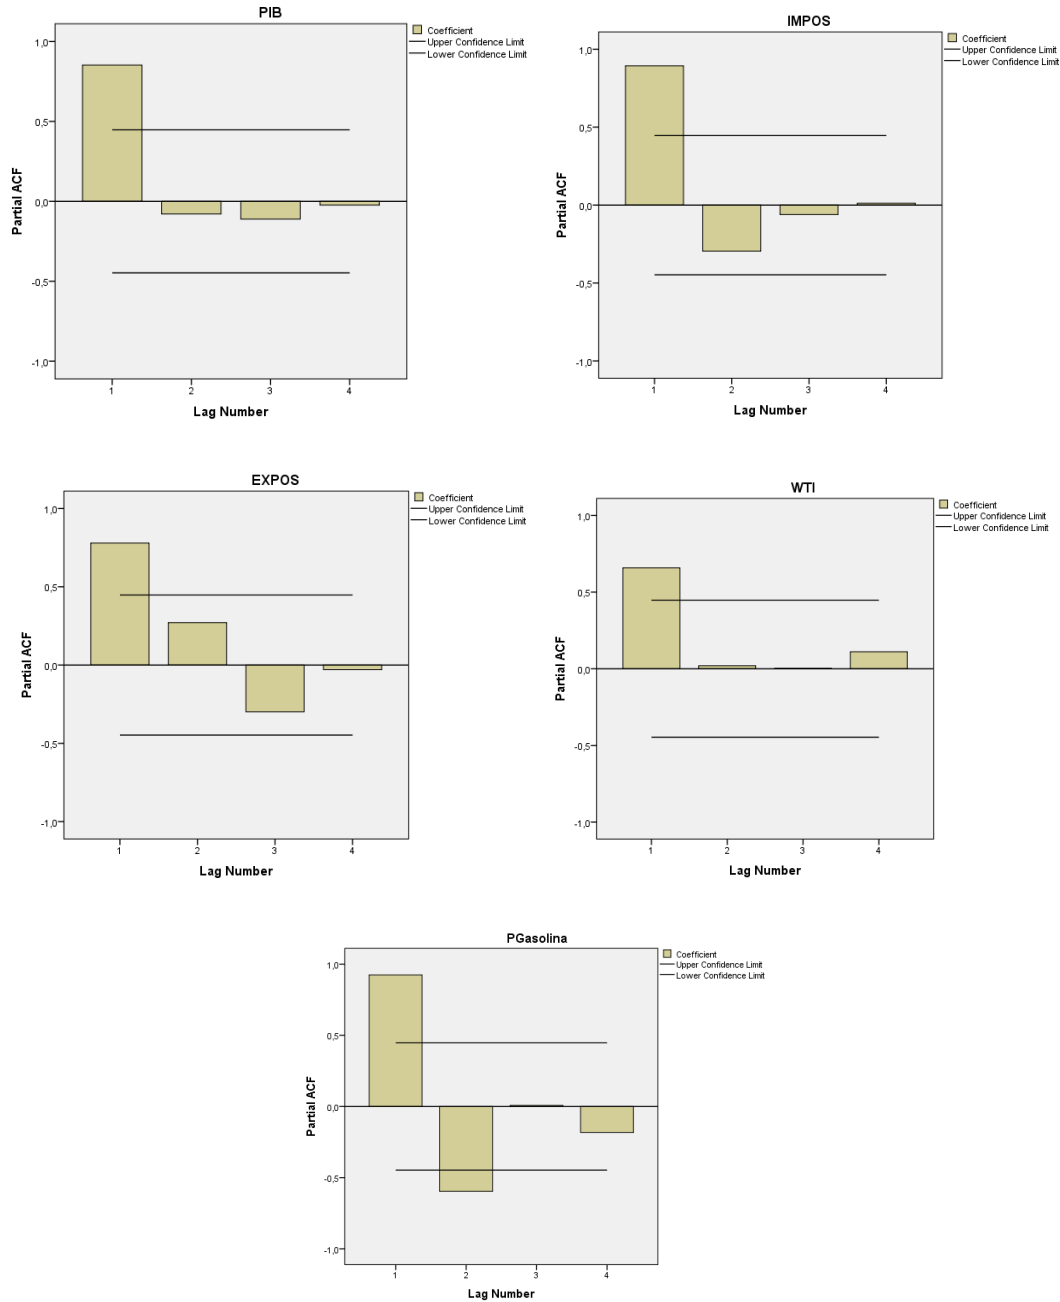 PIB
Coefficient
Upper Confidence Limit
Lower Confidence Limit
1,0
0,5
0,0
-0,5
-1,0
Partial ACF
1 2 3 4
Lag Number
IMPOS
Coefficient
Upper Confidence Limit
Lower Confidence Limit
1,0
0,5
0,0
-0,5
-1,0
Partial ACF
1 2 3 4
Lag Number
EXPOS
Coefficient
Upper Confidence Limit
Lower Confidence Limit
1,0
0,5
0,0
-0,5
-1,0
Partial ACF
1 2 3 4
Lag Number
WTI
Coefficient
Upper Confidence Limit
Lower Confidence Limit
1,0
0,5
0,0
-0,5
-1,0
Partial ACF
1 2 3 4
Lag Number
PGasolina
Coefficient
Upper Confidence Limit
Lower Confidence Limit
1,0
0,5
0,0
-0,5
-1,0
Partial ACF
1 2 3 4
Lag Number